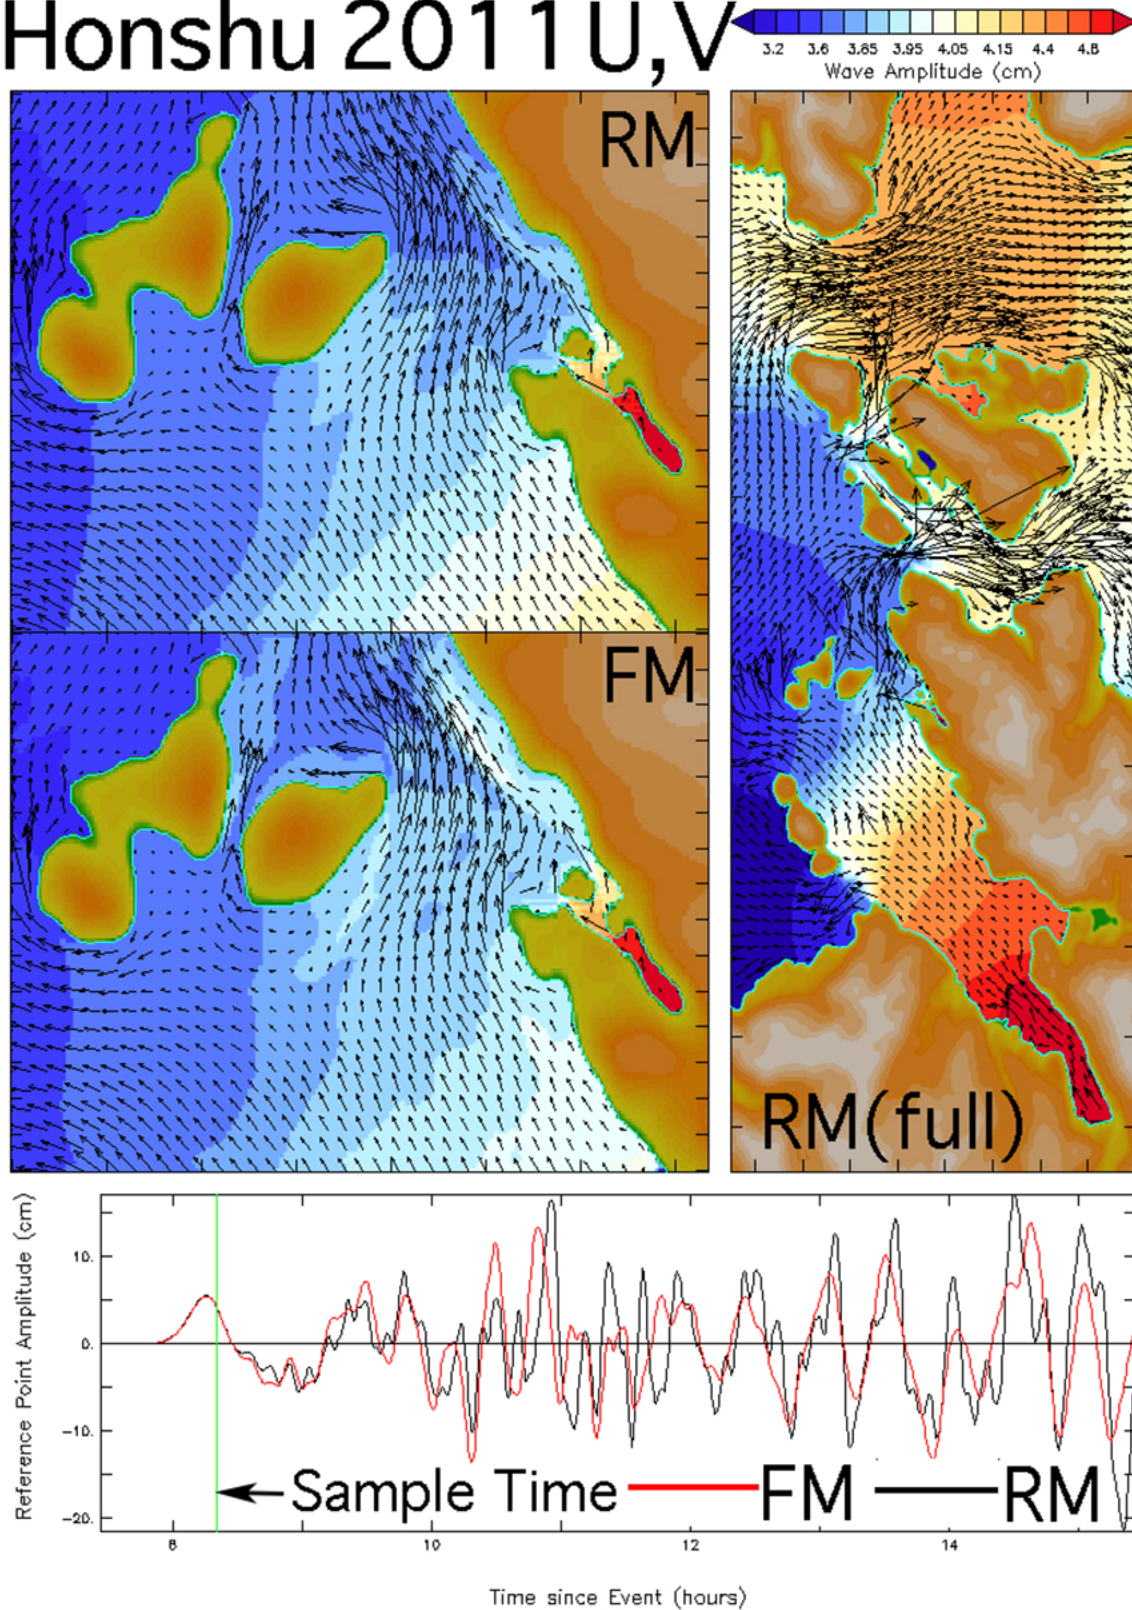 Honshu 2011U,V
3.2 3.6 3.85 3.95 4.05 4.15 4.4 4.8
Wave Amplitude (cm)
RM
FM
RM(full)
Reference Point Amplitude (cm)
10.
0.
-10.
-20.
Sample Time FM RM
8 10 12 14
Time since Event (hours)